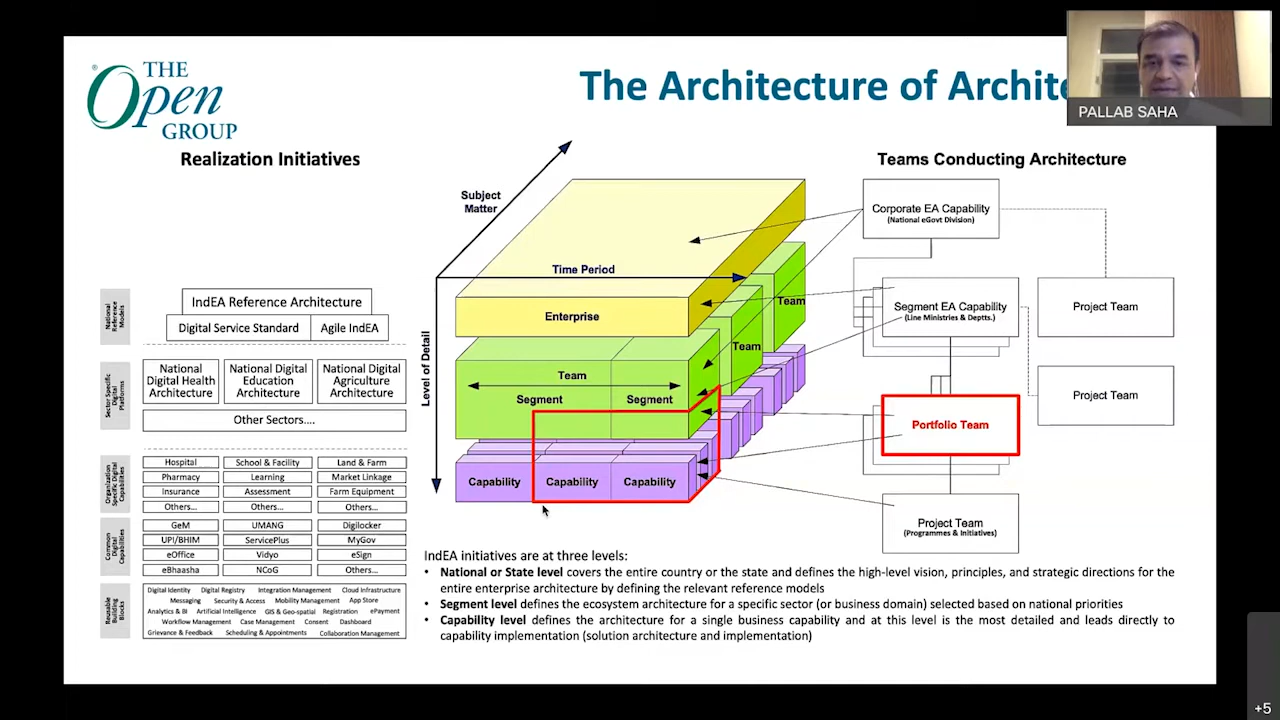 THE
Open
GROUP
®
The Architecture of Archite
PALLAB SAHA
Realization Initiatives
National
Reference
Models
IndEA Reference Architecture
Digital Service Standard
Agile IndEA
Sector Specific
Digital
Platforms
National
Digital Health
Architecture
National Digital
Education
Architecture
National Digital
Agriculture
Architecture
Other Sectors....
Organization
Specific Digital
Capabilities
Hospital
School & Facility
Land & Farm
Pharmacy
Learning
Market Linkage
Insurance
Assessment
Farm Equipment
Others...
Others...
Others...
Common
Digital
Capabilities
GeM
UMANG
Digilocker
UPI/BHIM
ServicePlus
MyGov
eOffice
Vidyo
eSign
eBhaasha
NCoG
Others...
Reusable
Building
Blocks
Digital Identity
Digital Registry
Integration Management
Cloud Infrastructure
Messaging
Security & Access
Mobility Management
App Store
Analytics & BI
Artificial Intelligence
GIS & Geo-spatial
Registration
ePayment
Workflow Management
Case Management
Consent
Dashboard
Grievance & Feedback
Scheduling & Appointments
Collaboration Management
Subject
Matter
Time Period
Level of Detail
Enterprise
Team
Team
Team
Segment
Segment
Capability
Capability
Capability
Teams Conducting Architecture
Corporate EA Capability
(National eGovt Division)
Segment EA Capability
(Line Ministries & Deptts.)
Project Team
Project Team
Portfolio Team
Project Team
(Programmes & Initiatives)
IndEA initiatives are at three levels:
• National or State level covers the entire country or the state and defines the high-level vision, principles, and strategic directions for the
entire enterprise architecture by defining the relevant reference models
• Segment level defines the ecosystem architecture for a specific sector (or business domain) selected based on national priorities
• Capability level defines the architecture for a single business capability and at this level is the most detailed and leads directly to
capability implementation (solution architecture and implementation)
+5